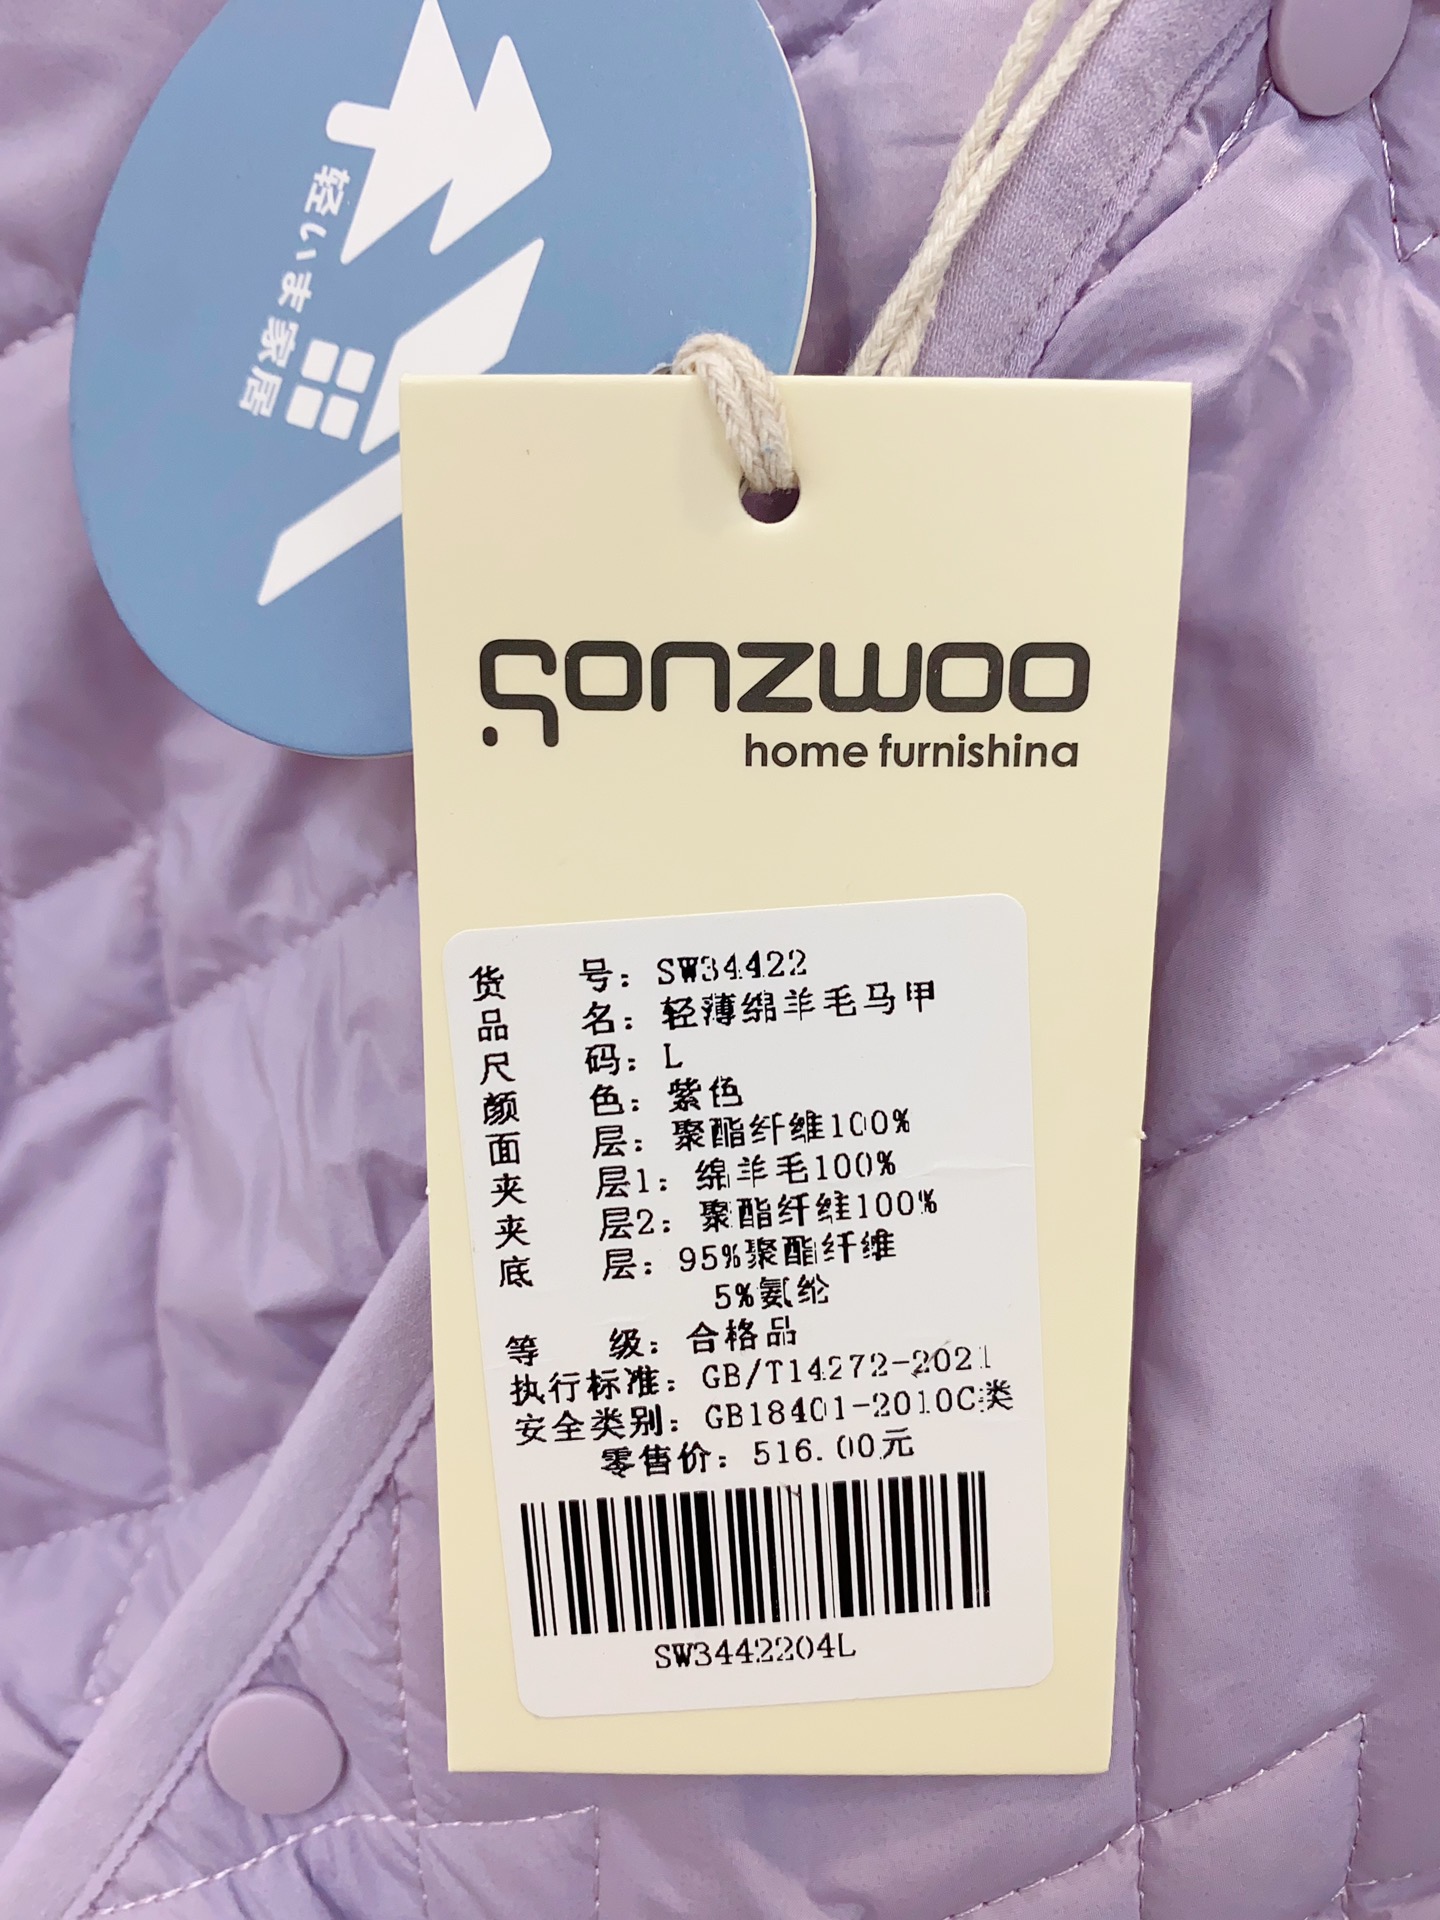 轻いま家居
gonzwoo
home furnishina
货 号：SW34422
品 名：轻薄绵羊毛马甲
尺 码：L
颜 色：紫色
面 层：聚酯纤维100%
夹 层1：绵羊毛100%
夹 层2：聚酯纤维100%
底 层：95%聚酯纤维
5%氨纶
等 级：合格品
执行标准：GB/T14272-2021
安全类别：GB18401-2010C类
零售价：516.00元
SW3442204L